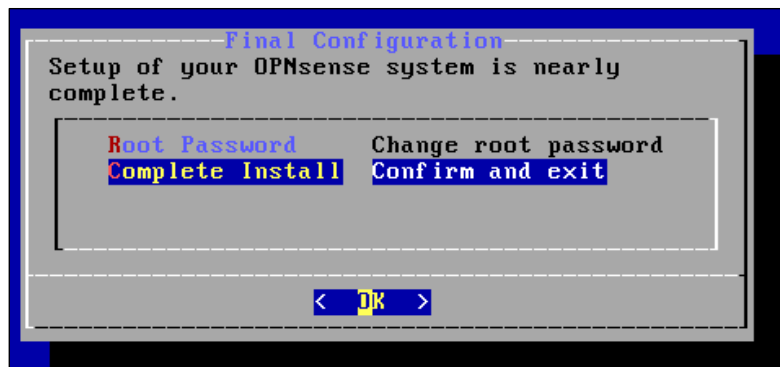 Final Configuration
Setup of your OPNsense system is nearly
complete.
Root Password Change root password
Complete Install Confirm and exit
< OK >